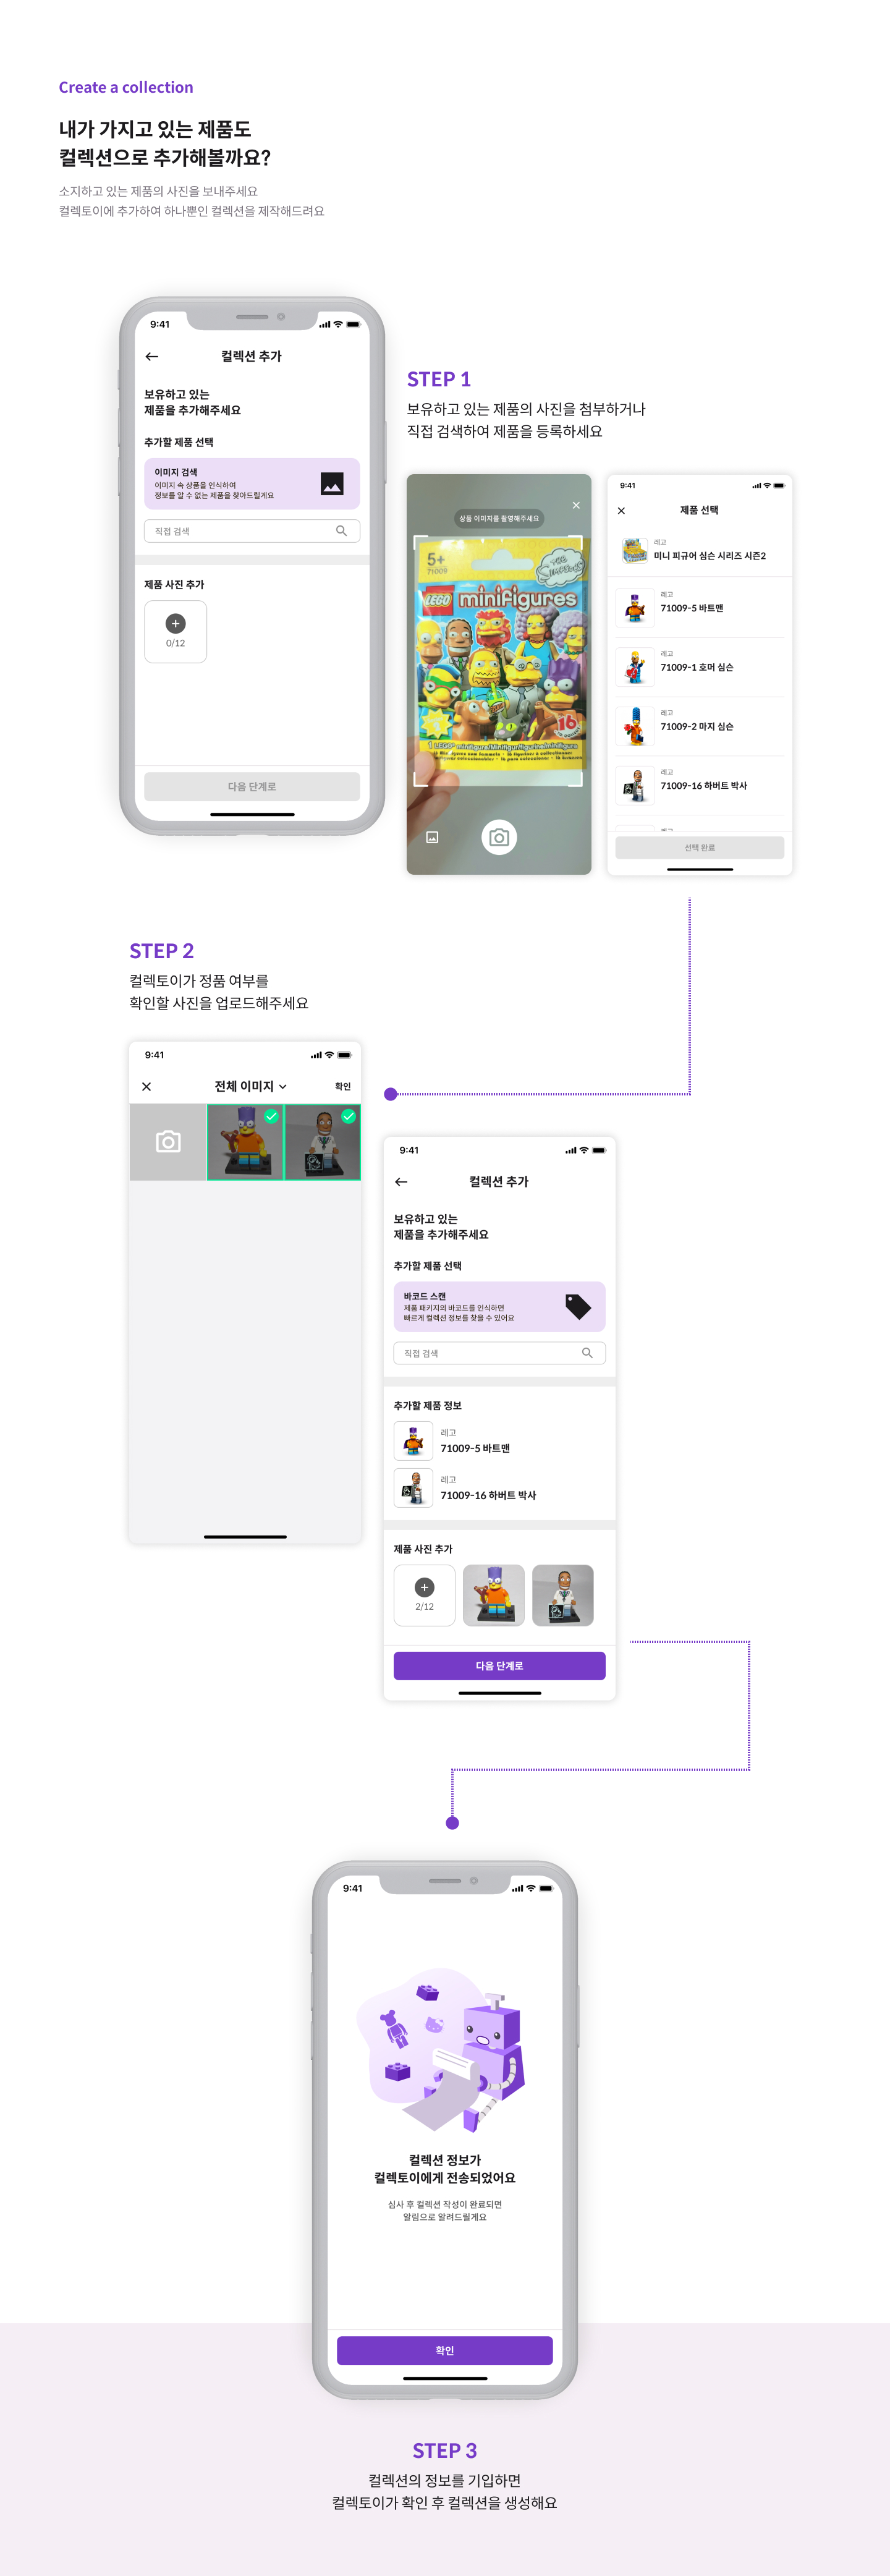 Create a collection
내가 가지고 있는 제품도
컬렉션으로 추가해볼까요?
소지하고 있는 제품의 사진을 보내주세요
컬렉토이에 추가하여 하나뿐인 컬렉션을 제작해드려요
9:41
컬렉션 추가
보유하고 있는
제품을 추가해주세요
추가할 제품 선택
이미지 검색
이미지 속 상품을 인식하여
정보를 알 수 없는 제품을 찾아드릴게요
직접 검색
제품 사진 추가
0/12
다음 단계로
STEP 1
보유하고 있는 제품의 사진을 첨부하거나
직접 검색하여 제품을 등록하세요
상품 이미지를 촬영해주세요
5+
71009
THE SIMPSONS
LEGO minifigures
16
9:41
제품 선택
레고
미니 피규어 심슨 시리즈 시즌2
레고
71009-5 바트맨
레고
71009-1 호머 심슨
레고
71009-2 마지 심슨
레고
71009-16 하버트 박사
선택 완료
STEP 2
컬렉토이가 정품 여부를
확인할 사진을 업로드해주세요
9:41
전체 이미지
확인
9:41
컬렉션 추가
보유하고 있는
제품을 추가해주세요
추가할 제품 선택
바코드 스캔
제품 패키지의 바코드를 인식하면
빠르게 컬렉션 정보를 찾을 수 있어요
직접 검색
추가할 제품 정보
레고
71009-5 바트맨
레고
71009-16 하버트 박사
제품 사진 추가
2/12
다음 단계로
9:41
컬렉션 정보가
컬렉토이에게 전송되었어요
심사 후 컬렉션 작성이 완료되면
알림으로 알려드릴게요
확인
STEP 3
컬렉션의 정보를 기입하면
컬렉토이가 확인 후 컬렉션을 생성해요